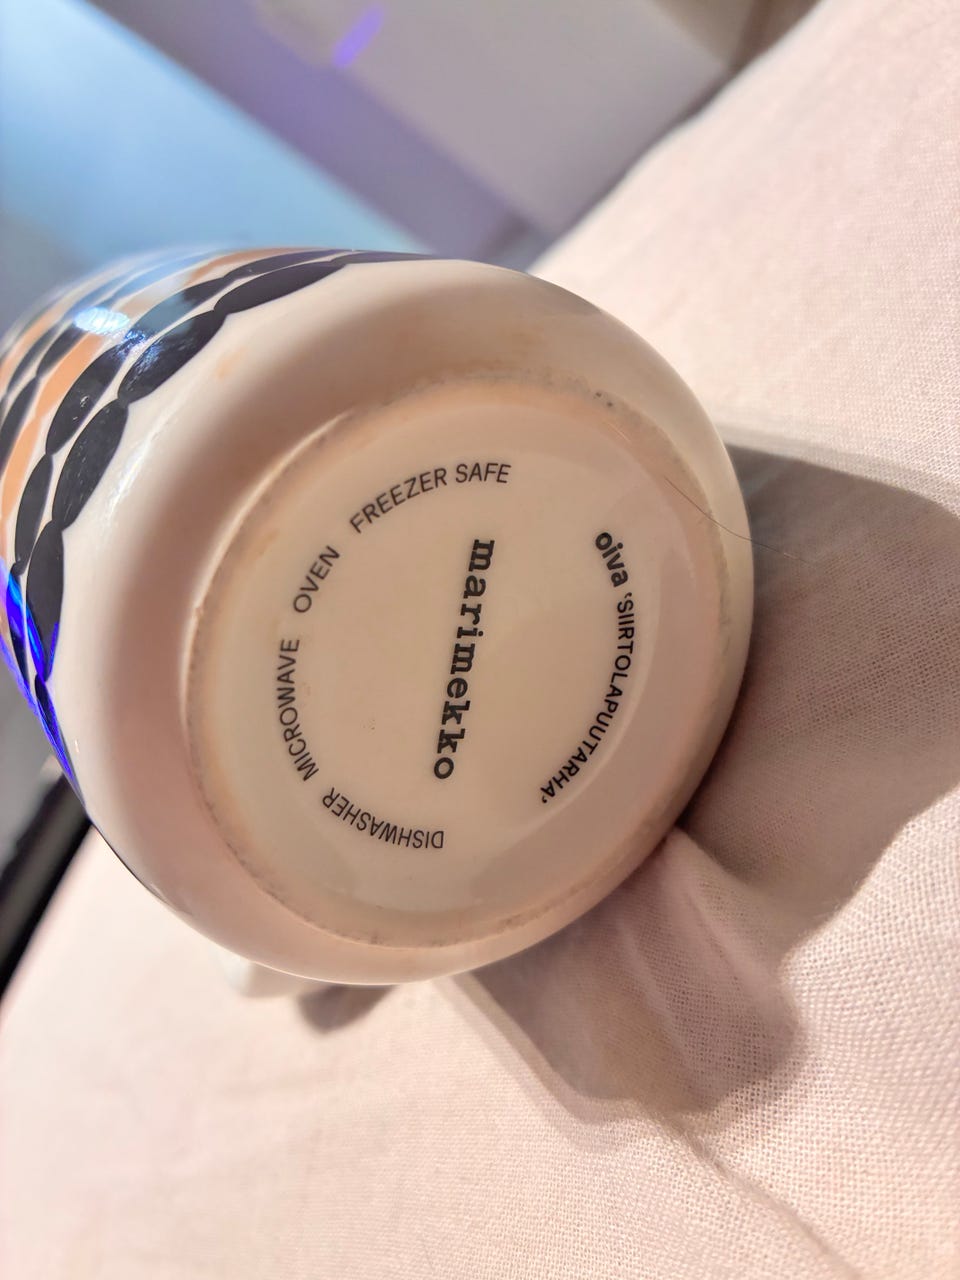 oiva 'SIIRTOLAPUUTARHA'
marimekko
DISHWASHER MICROWAVE OVEN FREEZER SAFE